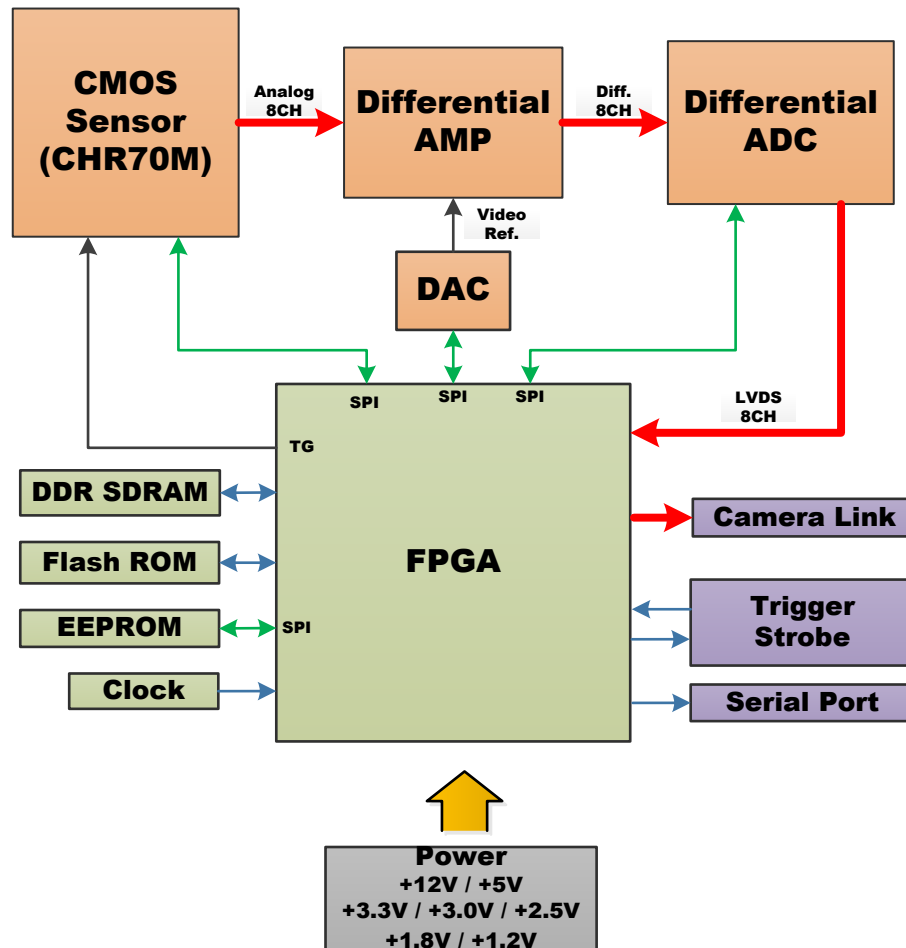 CMOS
Sensor
(CHR70M)
Analog
8CH
Differential
AMP
Diff.
8CH
Differential
ADC
Video
Ref.
DAC
SPI
SPI
SPI
LVDS
8CH
TG
DDR SDRAM
Flash ROM
EEPROM
SPI
Clock
FPGA
Camera Link
Trigger
Strobe
Serial Port
Power
+12V / +5V
+3.3V / +3.0V / +2.5V
+1.8V / +1.2V